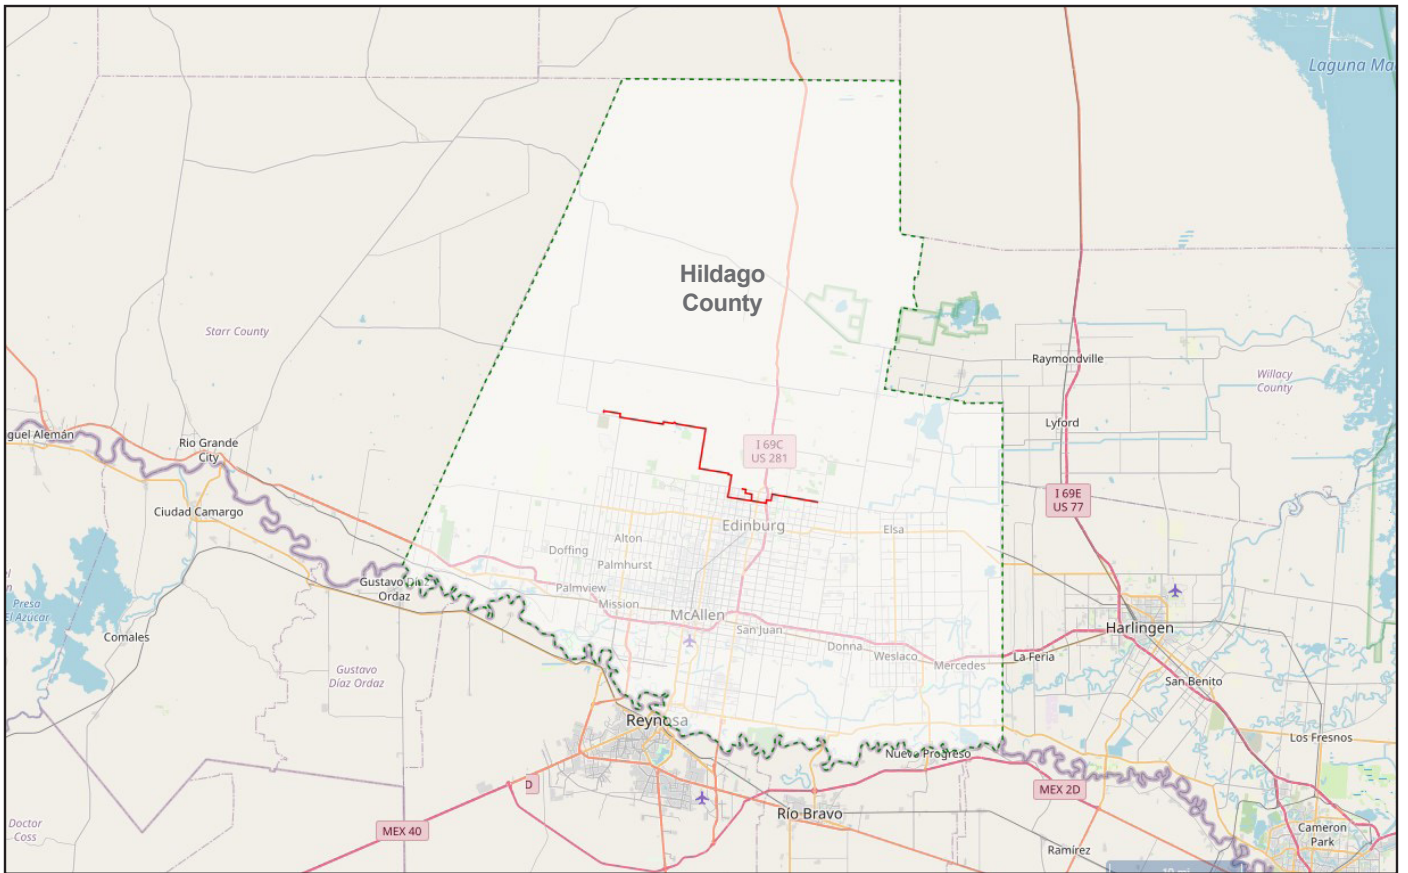 Laguna Ma
Hildago
County
Starr County
Raymondville
Willacy
County
Lyford
guel Alemán
Rio Grande
City
I 69C
US 281
I 69E
US 77
Ciudad Camargo
Edinburg
Elsa
Alton
Doffing
Palmhurst
Gustavo Díaz
Ordaz
Palmview
Mission
McAllen
San Juan
Presa
El Azúcar
Comales
Harlingen
Donna
Weslaco
Mercedes
La Feria
Gustavo
Díaz Ordaz
San Benito
Reynosa
Nuevo Progreso
Los Fresnos
D
MEX 2D
MEX 40
Río Bravo
Doctor
Coss
Cameron
Park
Ramírez
10 mi